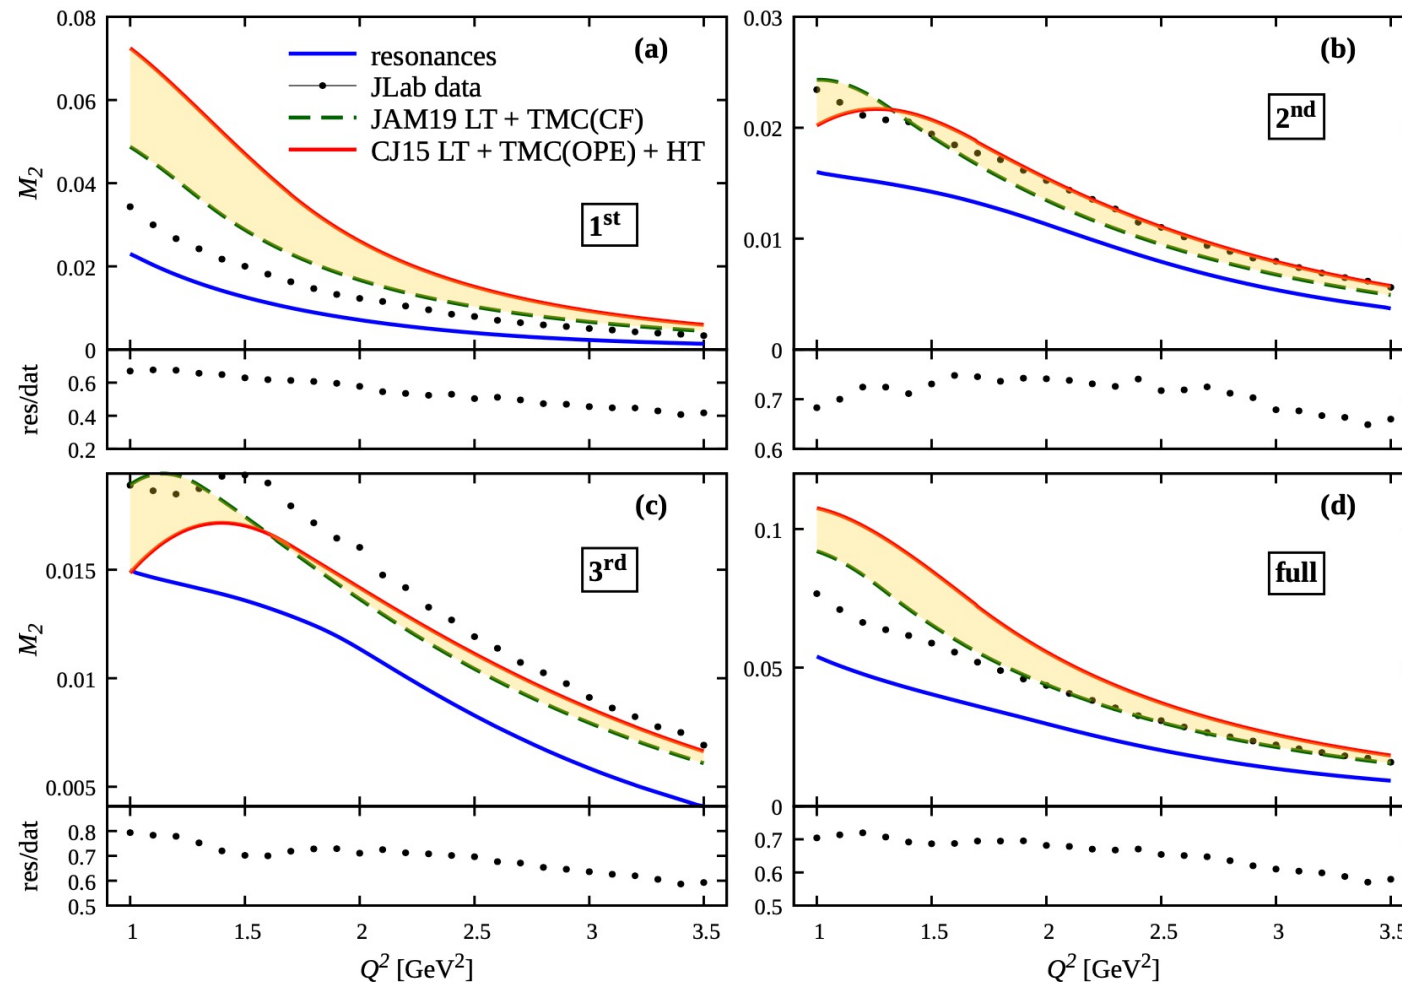 0.08
0.06
0.04
0.02
0
M2
(a)
resonances
JLab data
JAM19 LT + TMC(CF)
CJ15 LT + TMC(OPE) + HT
1st
0.6
0.4
0.2
res/dat
0.03
0.02
0.01
0
(b)
2nd
0.7
0.6
0.015
0.01
0.005
M2
(c)
3rd
0.8
0.7
0.6
0.5
res/dat
1 1.5 2 2.5 3 3.5
Q2 [GeV2]
0.1
0.05
0
(d)
full
0.7
0.6
0.5
1 1.5 2 2.5 3 3.5
Q2 [GeV2]